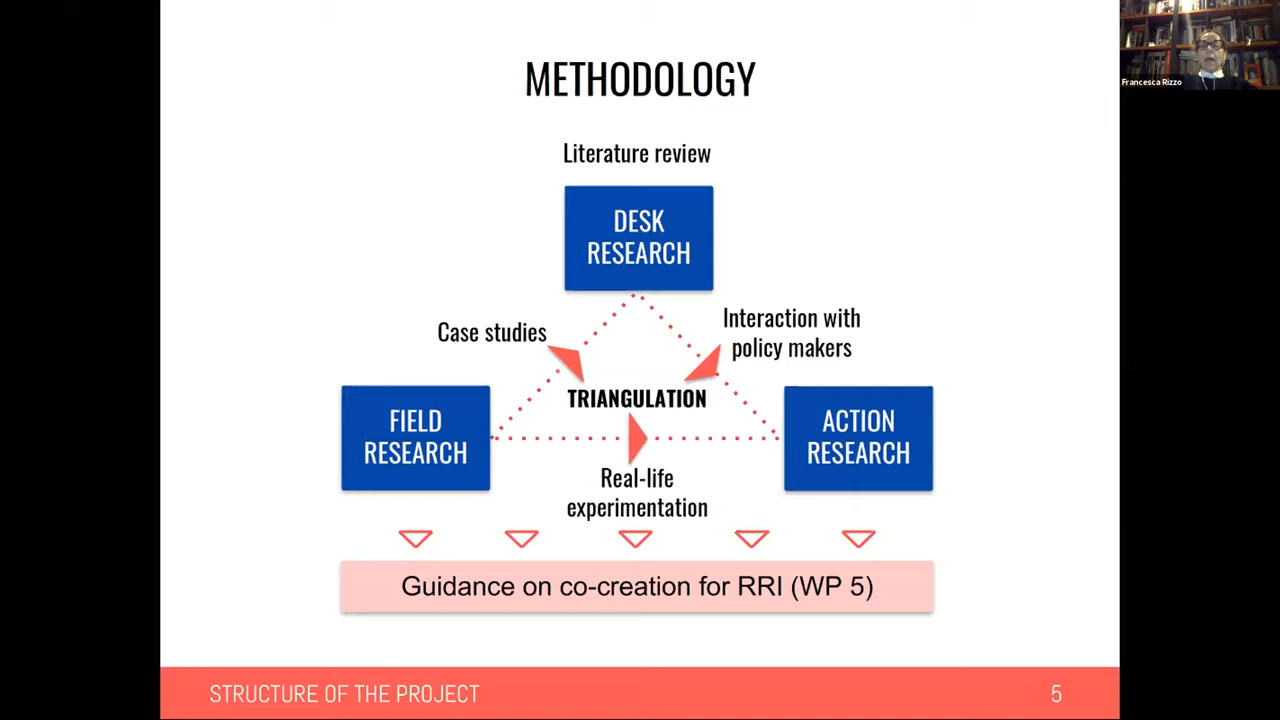 METHODOLOGY
Francesca Rizzo
Literature review
DESK
RESEARCH
Case studies
Interaction with
policy makers
TRIANGULATION
FIELD
RESEARCH
ACTION
RESEARCH
Real-life
experimentation
Guidance on co-creation for RRI (WP 5)
STRUCTURE OF THE PROJECT
5